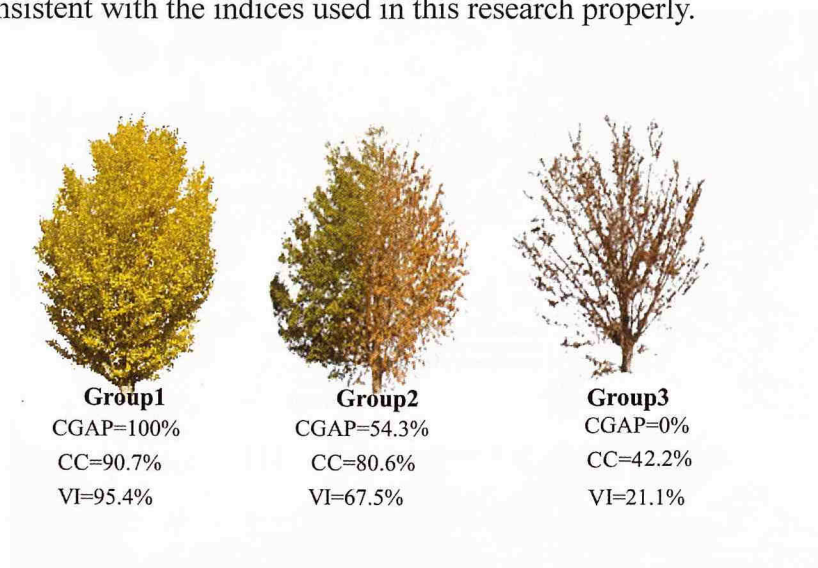 nsistent with the indices used in this research properly.
Group1
CGAP=100%
CC=90.7%
VI=95.4%
Group2
CGAP=54.3%
CC=80.6%
VI=67.5%
Group3
CGAP=0%
CC=42.2%
VI=21.1%